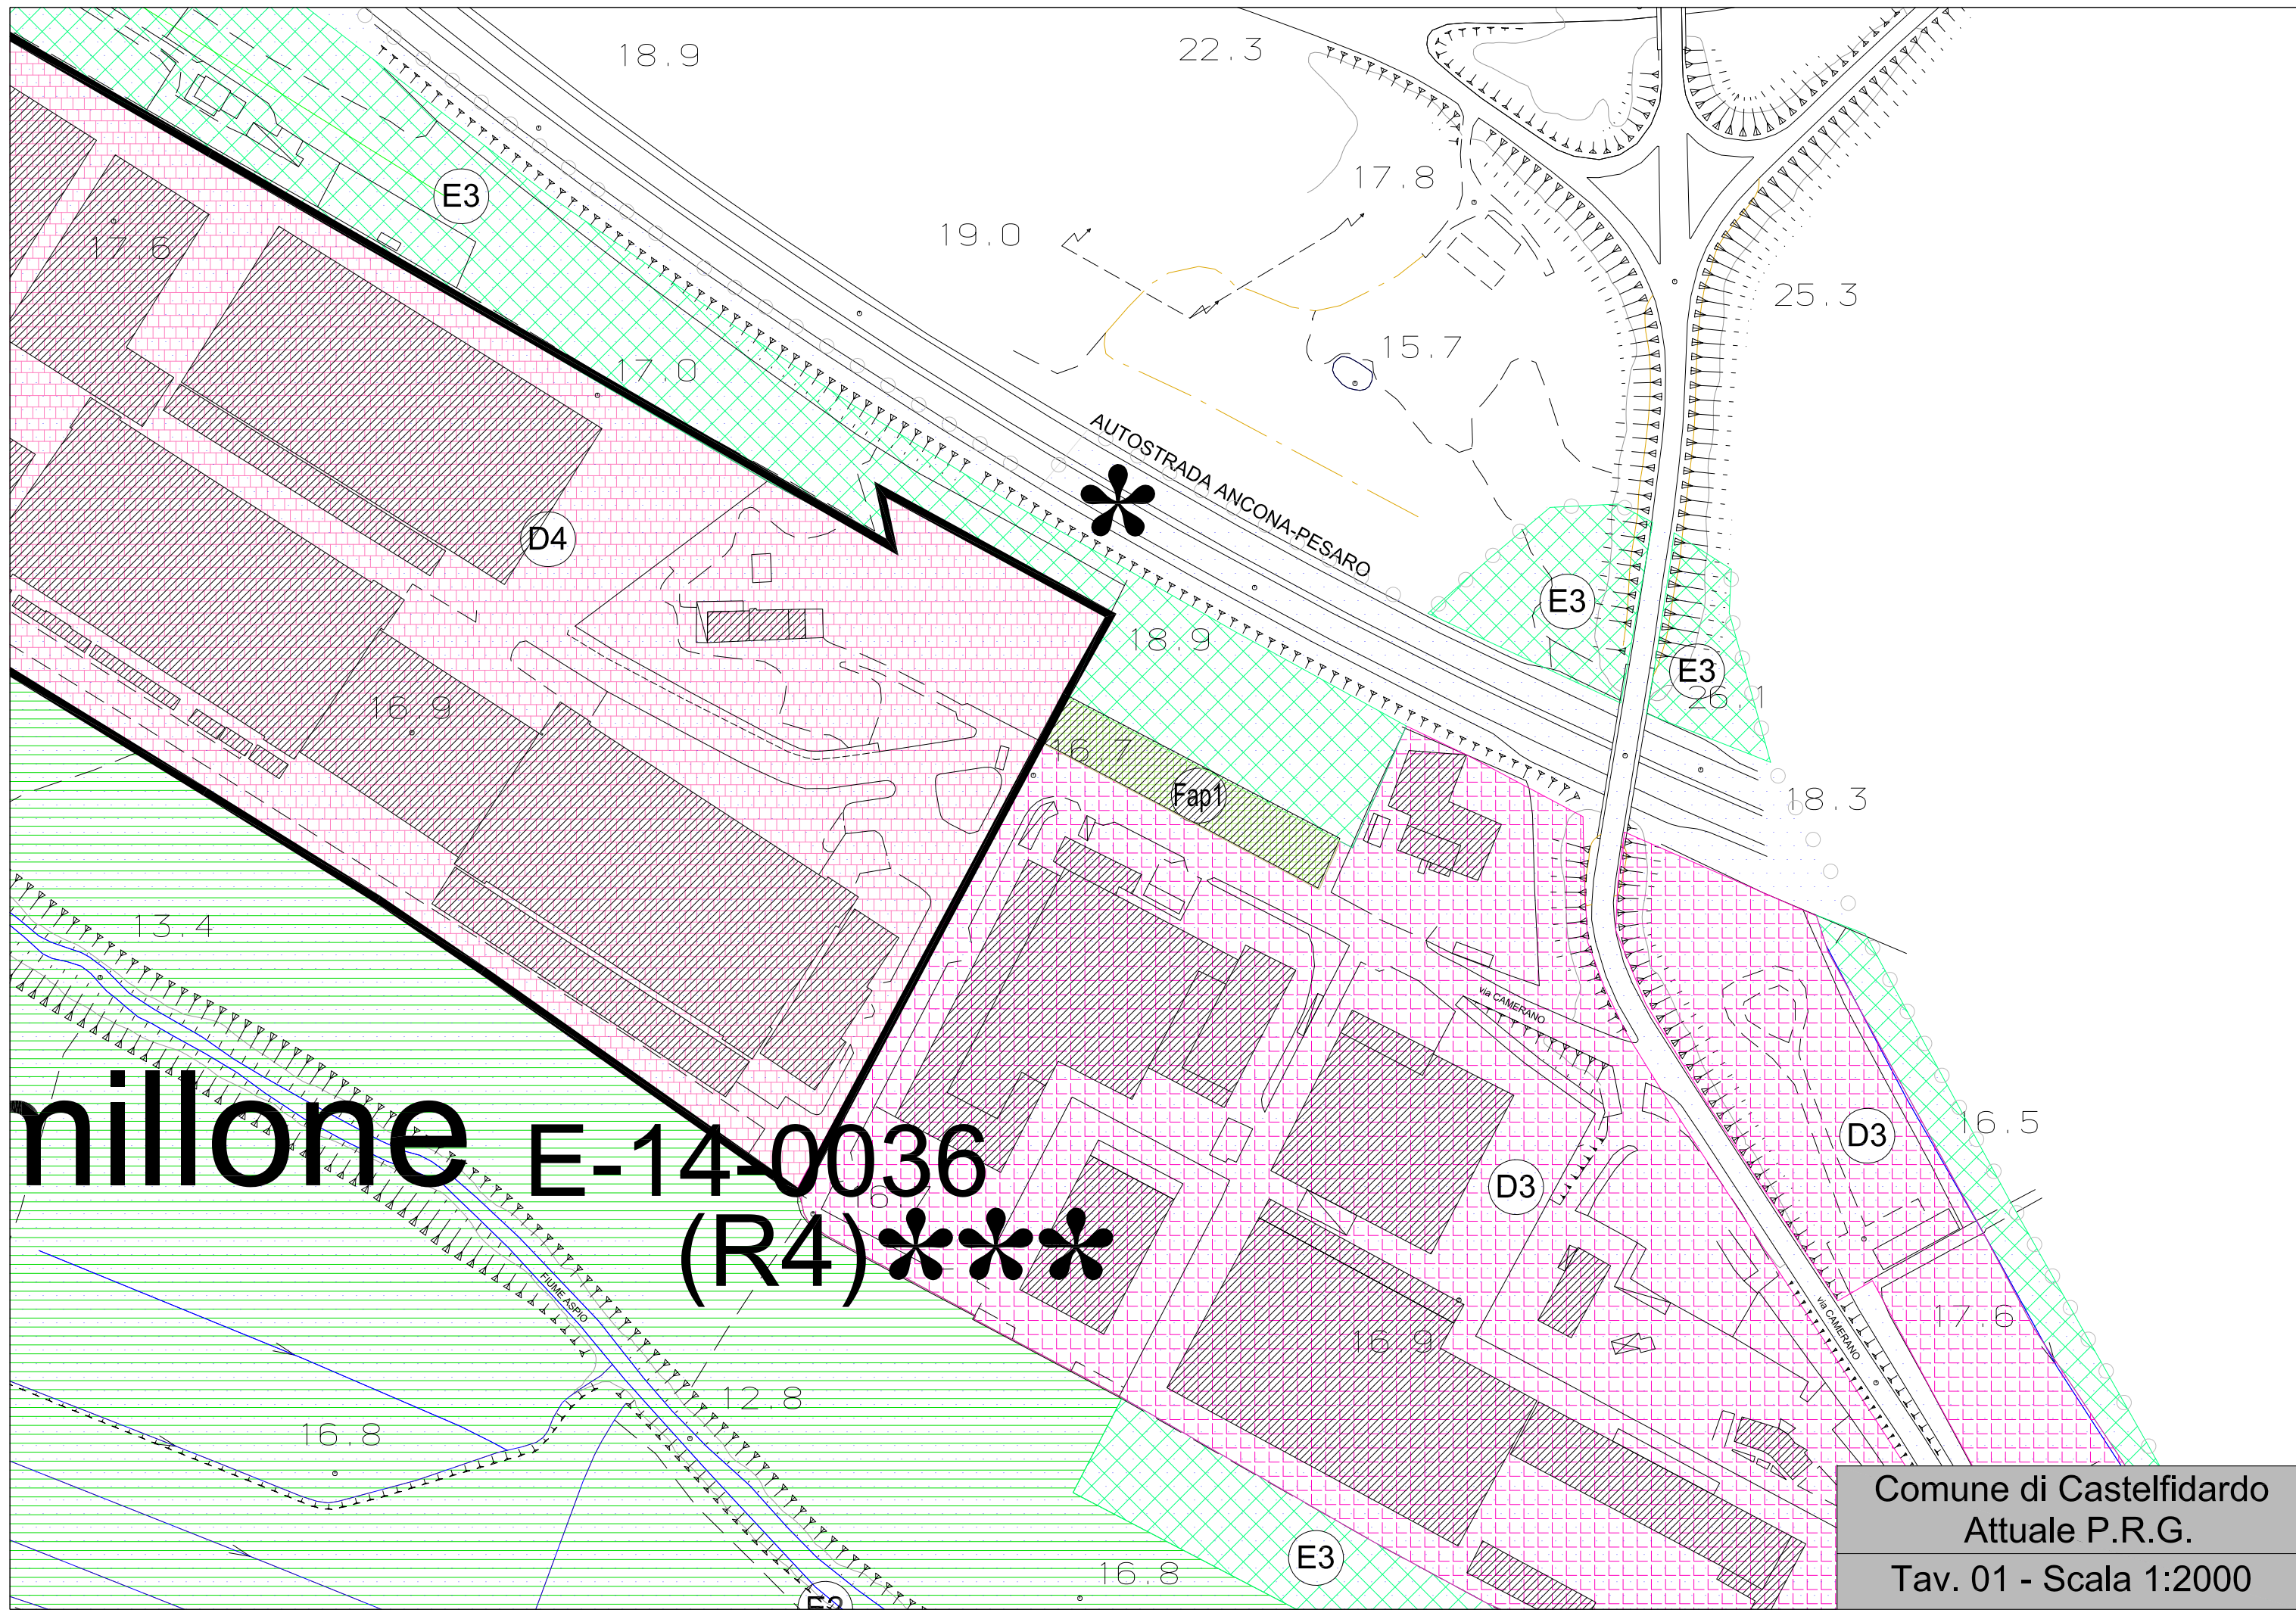 18.9
22.3
17.8
E3
19.0
17.6
25.3
15.7
17.0
AUTOSTRADA ANCONA-PESARO
*
D4
E3
18.9
E3
26.1
16.9
16.7
Fap1
18.3
13.4
via CAMERANO
millone
E-14-0036
(R4)***
D3
16.5
D3
FIUME ASPIO
via CAMERANO
17.6
16.9
12.8
16.8
E3
16.8
Comune di Castelfidardo
Attuale P.R.G.
Tav. 01 - Scala 1:2000